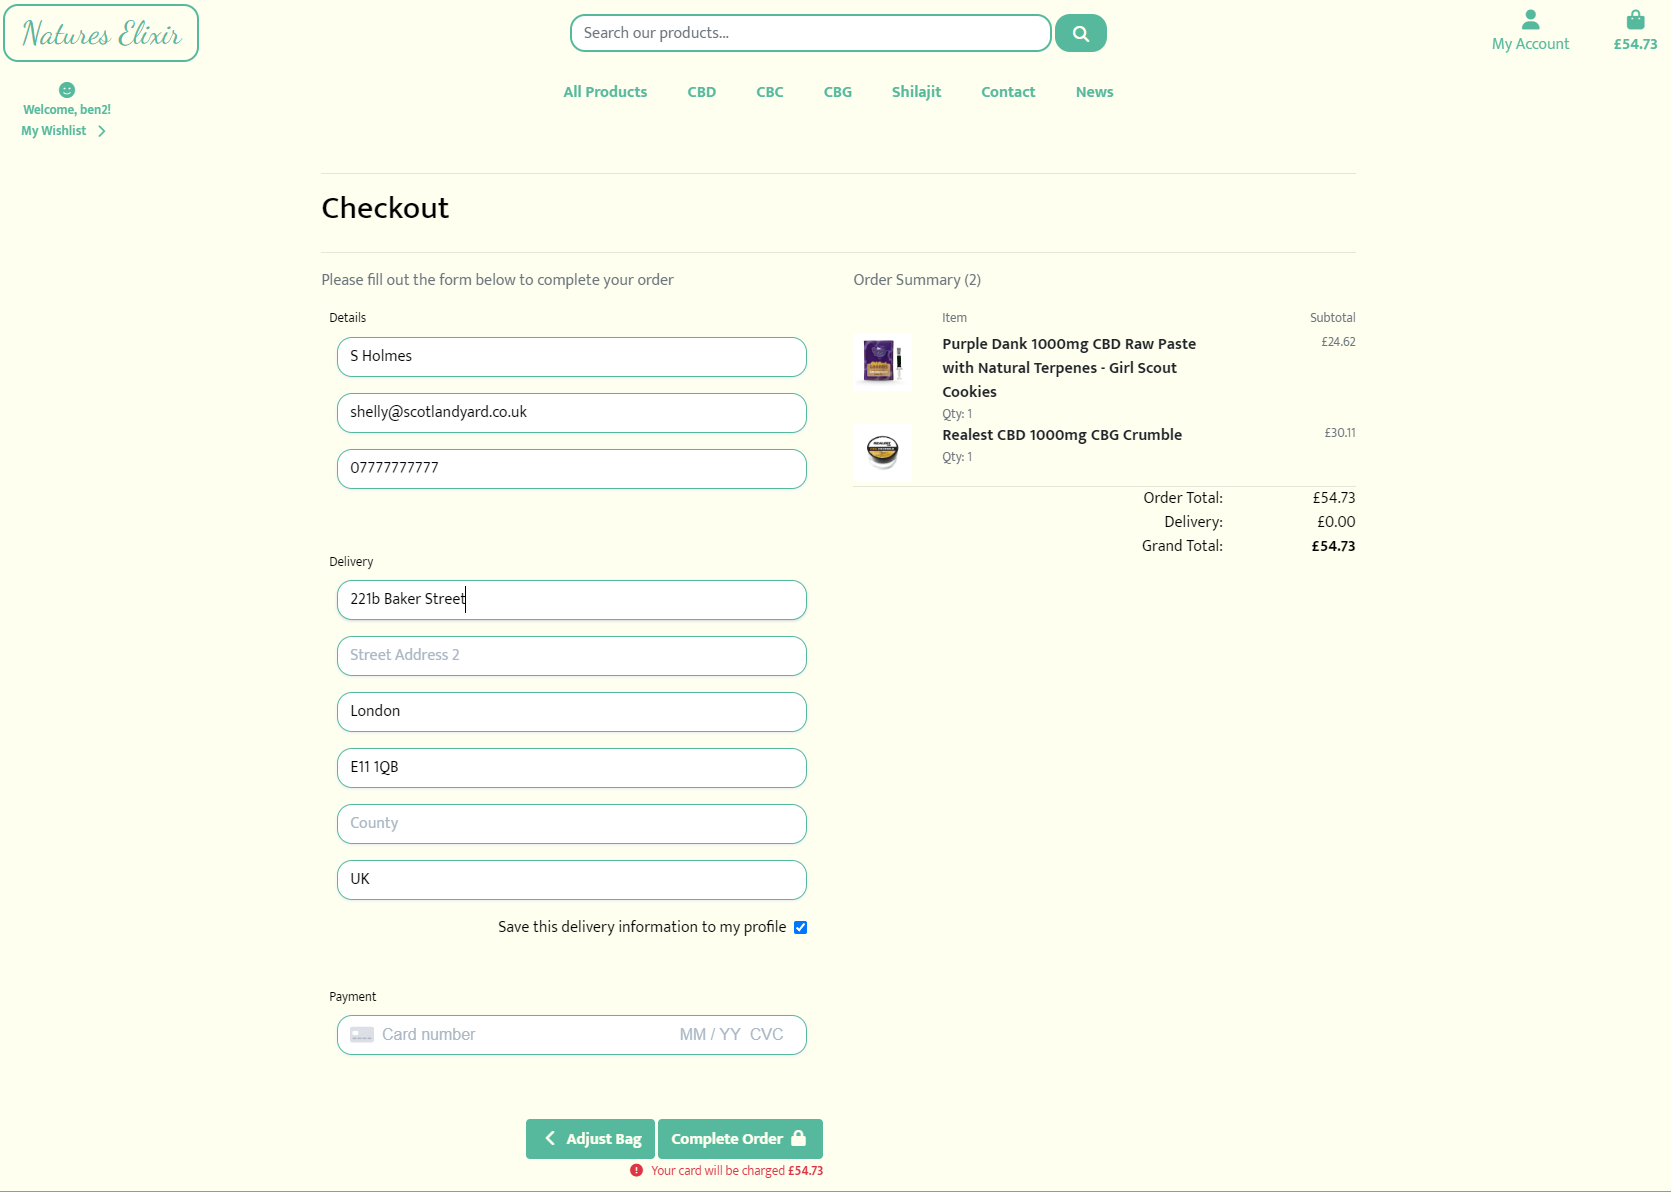 Natures Elixir
Search our products...
My Account
£54.73
Welcome, ben2!
My Wishlist
All Products
CBD
CBC
CBG
Shilajit
Contact
News
Checkout
Please fill out the form below to complete your order
Details
S Holmes
shelly@scotlandyard.co.uk
07777777777
Delivery
221b Baker Street
Street Address 2
London
E11 1QB
County
UK
Save this delivery information to my profile
Payment
Card number MM / YY CVC
Adjust Bag
Complete Order
Your card will be charged £54.73
Order Summary (2)
Item Subtotal
Purple Dank 1000mg CBD Raw Paste £24.62
with Natural Terpenes - Girl Scout
Cookies
Qty: 1
Realest CBD 1000mg CBG Crumble £30.11
Qty: 1
Order Total: £54.73
Delivery: £0.00
Grand Total: £54.73